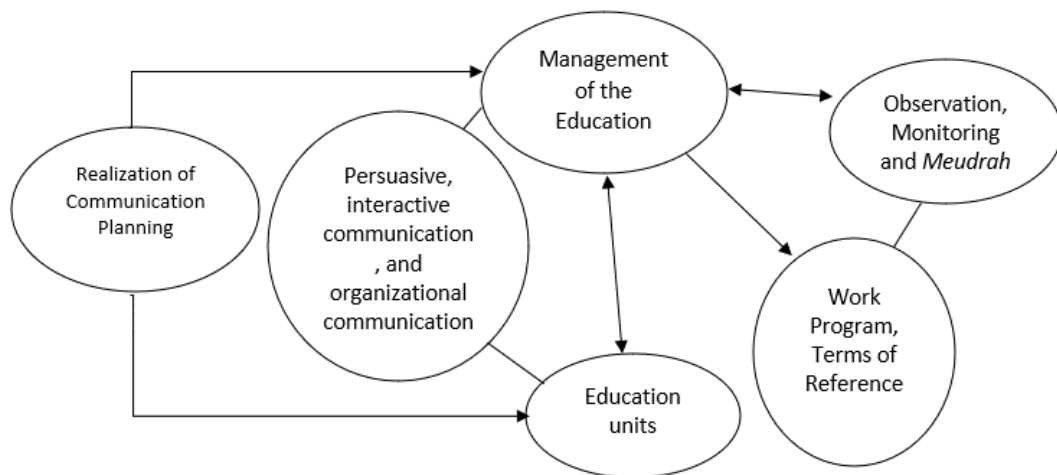 Realization of
Communication
Planning
Persuasive,
interactive
communication
, and
organizational
communication
Management
of the
Education
Education
units
Observation,
Monitoring
and Meudrah
Work
Program,
Terms of
Reference